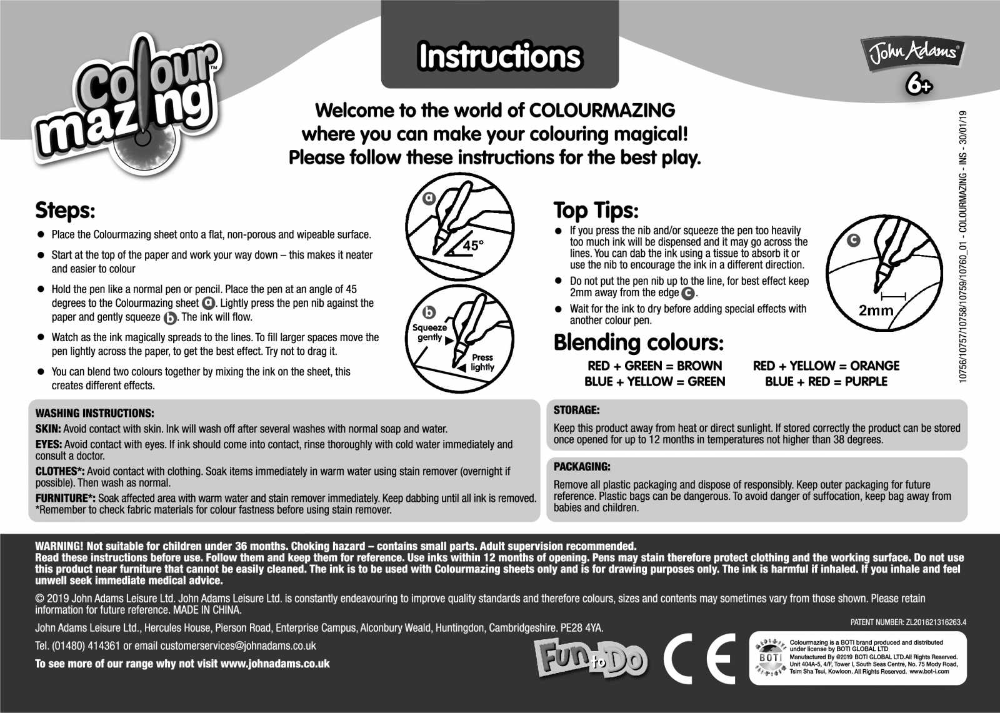 Instructions
Colour
mazing™
John Adams®
6+
Welcome to the world of COLOURMAZING
where you can make your colouring magical!
Please follow these instructions for the best play.
Steps:
● Place the Colourmazing sheet onto a flat, non-porous and wipeable surface.
● Start at the top of the paper and work your way down – this makes it neater
and easier to colour
● Hold the pen like a normal pen or pencil. Place the pen at an angle of 45
degrees to the Colourmazing sheet a . Lightly press the pen nib against the
paper and gently squeeze b . The ink will flow.
● Watch as the ink magically spreads to the lines. To fill larger spaces move the
pen lightly across the paper, to get the best effect. Try not to drag it.
● You can blend two colours together by mixing the ink on the sheet, this
creates different effects.
a
45°
b
Squeeze
gently
Press
lightly
Top Tips:
● If you press the nib and/or squeeze the pen too heavily
too much ink will be dispensed and it may go across the
lines. You can dab the ink using a tissue to absorb it or
use the nib to encourage the ink in a different direction.
● Do not put the pen nib up to the line, for best effect keep
2mm away from the edge c .
● Wait for the ink to dry before adding special effects with
another colour pen.
c
2mm
Blending colours:
RED + GREEN = BROWN
RED + YELLOW = ORANGE
BLUE + YELLOW = GREEN
BLUE + RED = PURPLE
10756/10757/10758/10759/10760_01 - COLOURMAZING - INS - 30/01/19
WASHING INSTRUCTIONS:
SKIN: Avoid contact with skin. Ink will wash off after several washes with normal soap and water.
EYES: Avoid contact with eyes. If ink should come into contact, rinse thoroughly with cold water immediately and
consult a doctor.
CLOTHES*: Avoid contact with clothing. Soak items immediately in warm water using stain remover (overnight if
possible). Then wash as normal.
FURNITURE*: Soak affected area with warm water and stain remover immediately. Keep dabbing until all ink is removed.
*Remember to check fabric materials for colour fastness before using stain remover.
STORAGE:
Keep this product away from heat or direct sunlight. If stored correctly the product can be stored
once opened for up to 12 months in temperatures not higher than 38 degrees.
PACKAGING:
Remove all plastic packaging and dispose of responsibly. Keep outer packaging for future
reference. Plastic bags can be dangerous. To avoid danger of suffocation, keep bag away from
babies and children.
WARNING! Not suitable for children under 36 months. Choking hazard – contains small parts. Adult supervision recommended.
Read these instructions before use. Follow them and keep them for reference. Use inks within 12 months of opening. Pens may stain therefore protect clothing and the working surface. Do not use
this product near furniture that cannot be easily cleaned. The ink is to be used with Colourmazing sheets only and is for drawing purposes only. The ink is harmful if inhaled. If you inhale and feel
unwell seek immediate medical advice.
© 2019 John Adams Leisure Ltd. John Adams Leisure Ltd. is constantly endeavouring to improve quality standards and therefore colours, sizes and contents may sometimes vary from those shown. Please retain
information for future reference. MADE IN CHINA.
John Adams Leisure Ltd., Hercules House, Pierson Road, Enterprise Campus, Alconbury Weald, Huntingdon, Cambridgeshire. PE28 4YA.
Tel. (01480) 414361 or email customerservices@johnadams.co.uk
To see more of our range why not visit www.johnadams.co.uk
Fun to Do
CE
PATENT NUMBER: ZL201621316263.4
BOTI
Colourmazing is a BOTI brand produced and distributed
under license by BOTI GLOBAL LTD
Manufactured By @2019 BOTI GLOBAL LTD.All Rights Reserved.
Unit 404A-5, 4/F, Tower I, South Seas Centre, No. 75 Mody Road,
Tsim Sha Tsui, Kowloon. All Rights Reserved. www.bot-i.com